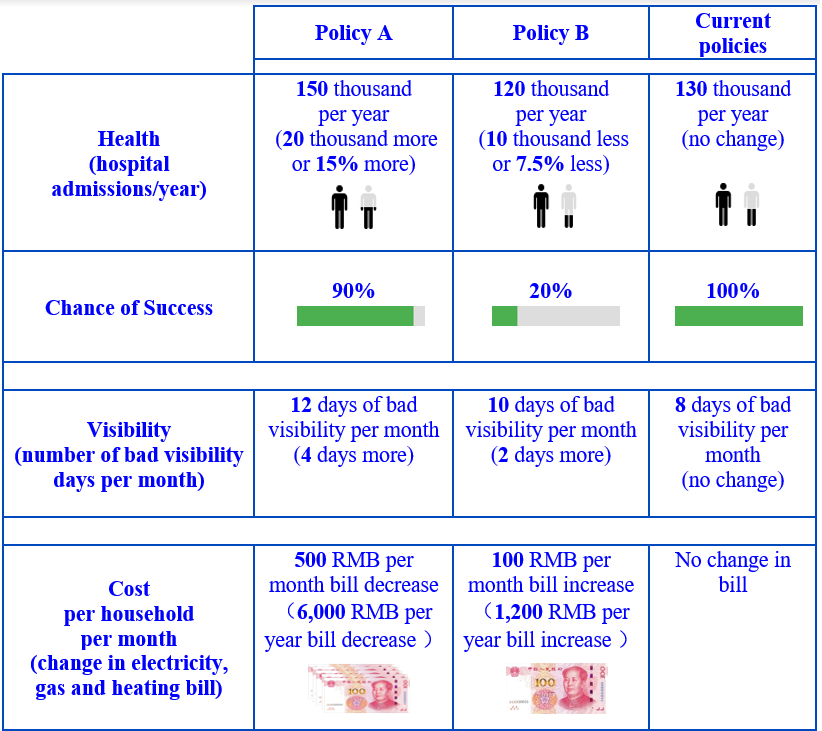 Policy A
Policy B
Current
policies
Health
(hospital
admissions/year)
150 thousand
per year
(20 thousand more
or 15% more)
120 thousand
per year
(10 thousand less
or 7.5% less)
130 thousand
per year
(no change)
Chance of Success
90%
20%
100%
Visibility
(number of bad visibility
days per month)
12 days of bad
visibility per month
(4 days more)
10 days of bad
visibility per month
(2 days more)
8 days of bad
visibility per
month
(no change)
Cost
per household
per month
(change in electricity,
gas and heating bill)
500 RMB per
month bill decrease
（6,000 RMB per
year bill decrease ）
100
100 RMB per
month bill increase
（1,200 RMB per
year bill increase ）
100
No change in
bill